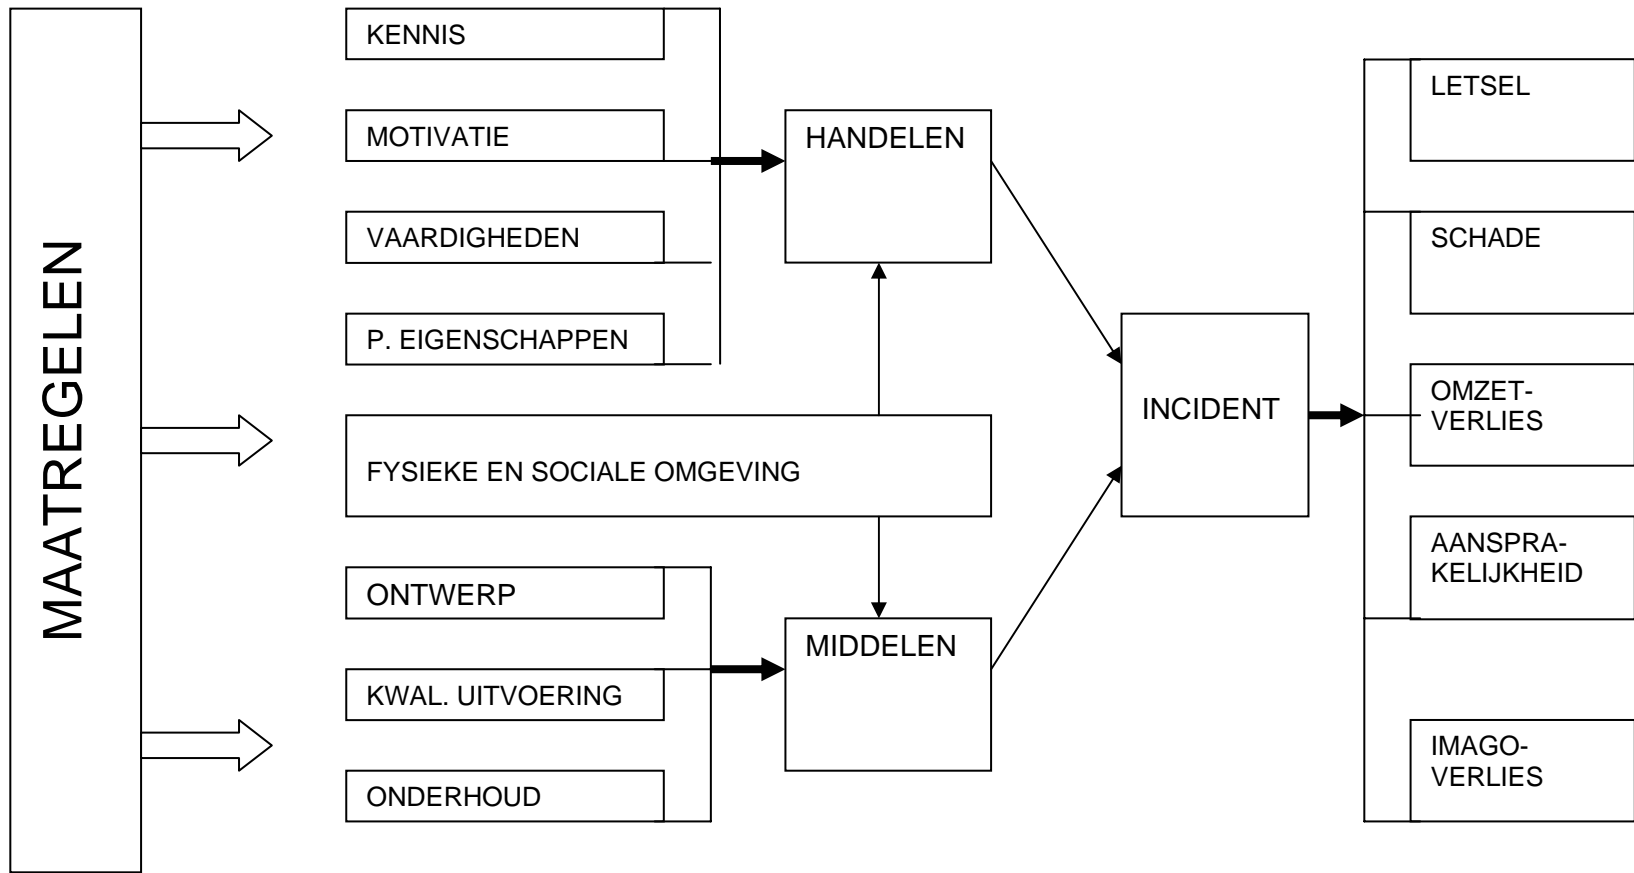 MAATREGELEN
KENNIS
MOTIVATIE
VAARDIGHEDEN
P. EIGENSCHAPPEN
FYSIEKE EN SOCIALE OMGEVING
ONTWERP
KWAL. UITVOERING
ONDERHOUD
HANDELEN
MIDDELEN
INCIDENT
LETSEL
SCHADE
OMZET-
VERLIES
AANSPRA-
KELIJKHEID
IMAGO-
VERLIES